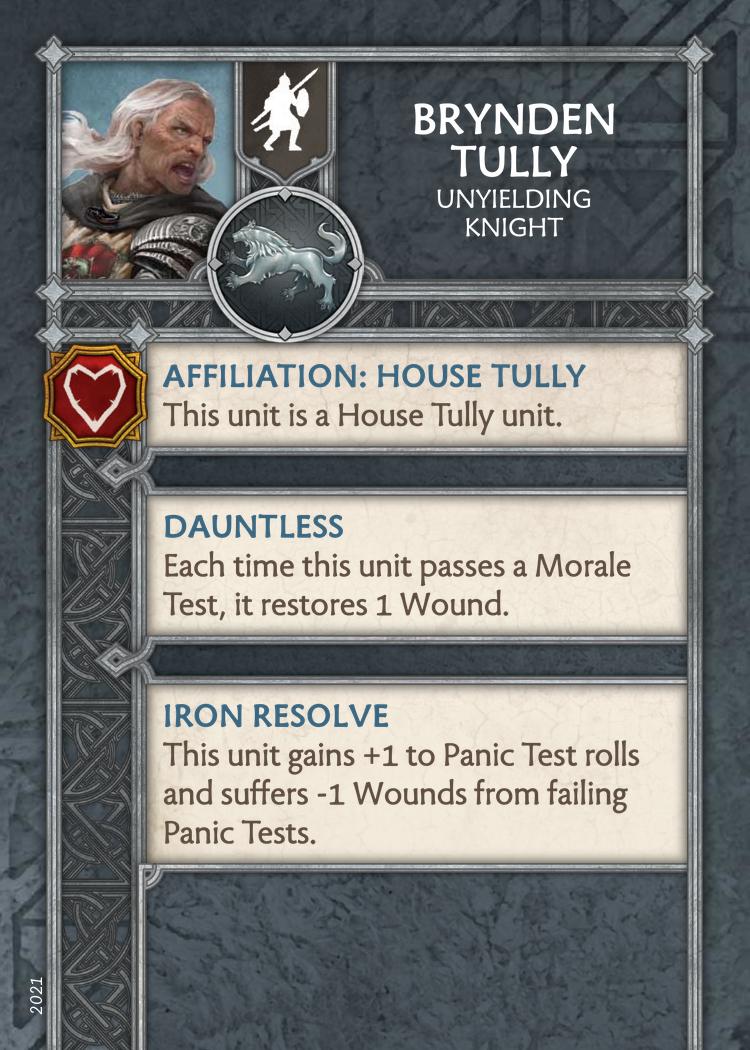 BRYNDEN
TULLY
UNYIELDING
KNIGHT
AFFILIATION: HOUSE TULLY
This unit is a House Tully unit.
DAUNTLESS
Each time this unit passes a Morale
Test, it restores 1 Wound.
IRON RESOLVE
This unit gains +1 to Panic Test rolls
and suffers -1 Wounds from failing
Panic Tests.
2021